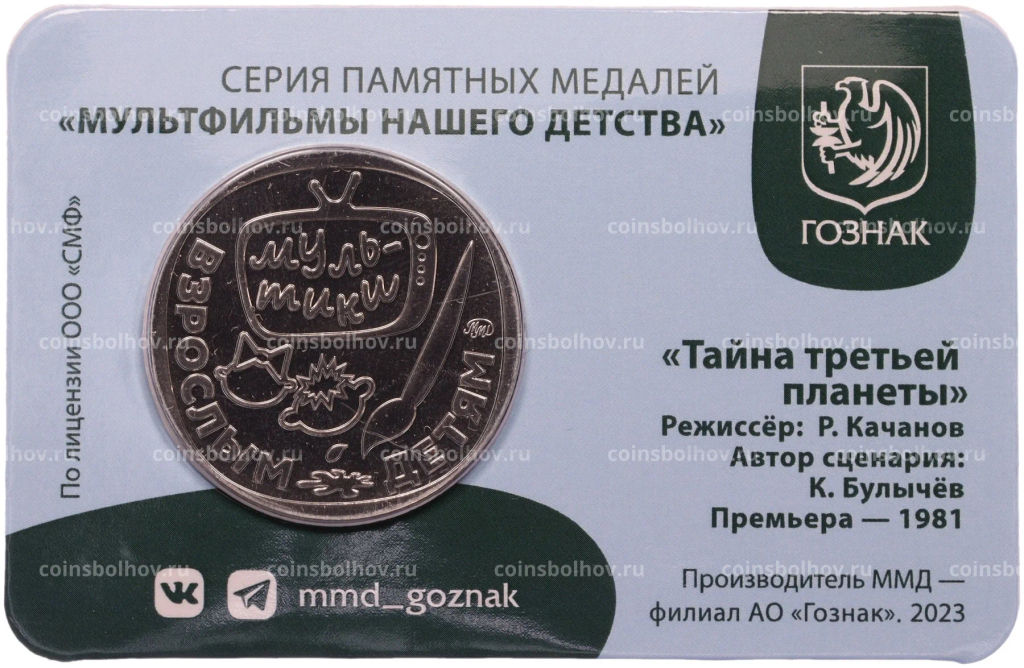 СЕРИЯ ПАМЯТНЫХ МЕДАЛЕЙ
«МУЛЬТФИЛЬМЫ НАШЕГО ДЕТСТВА»
ГОЗНАК
По лицензии ООО «СМФ»
муль-
тики
ВЗРОСЛЫМ
ДЕТЯМ
ММД
«Тайна третьей
планеты»
Режиссёр: Р. Качанов
Автор сценария:
К. Булычёв
Премьера — 1981
Производитель ММД —
филиал АО «Гознак». 2023
mmd_goznak
coinsbolhov.ru